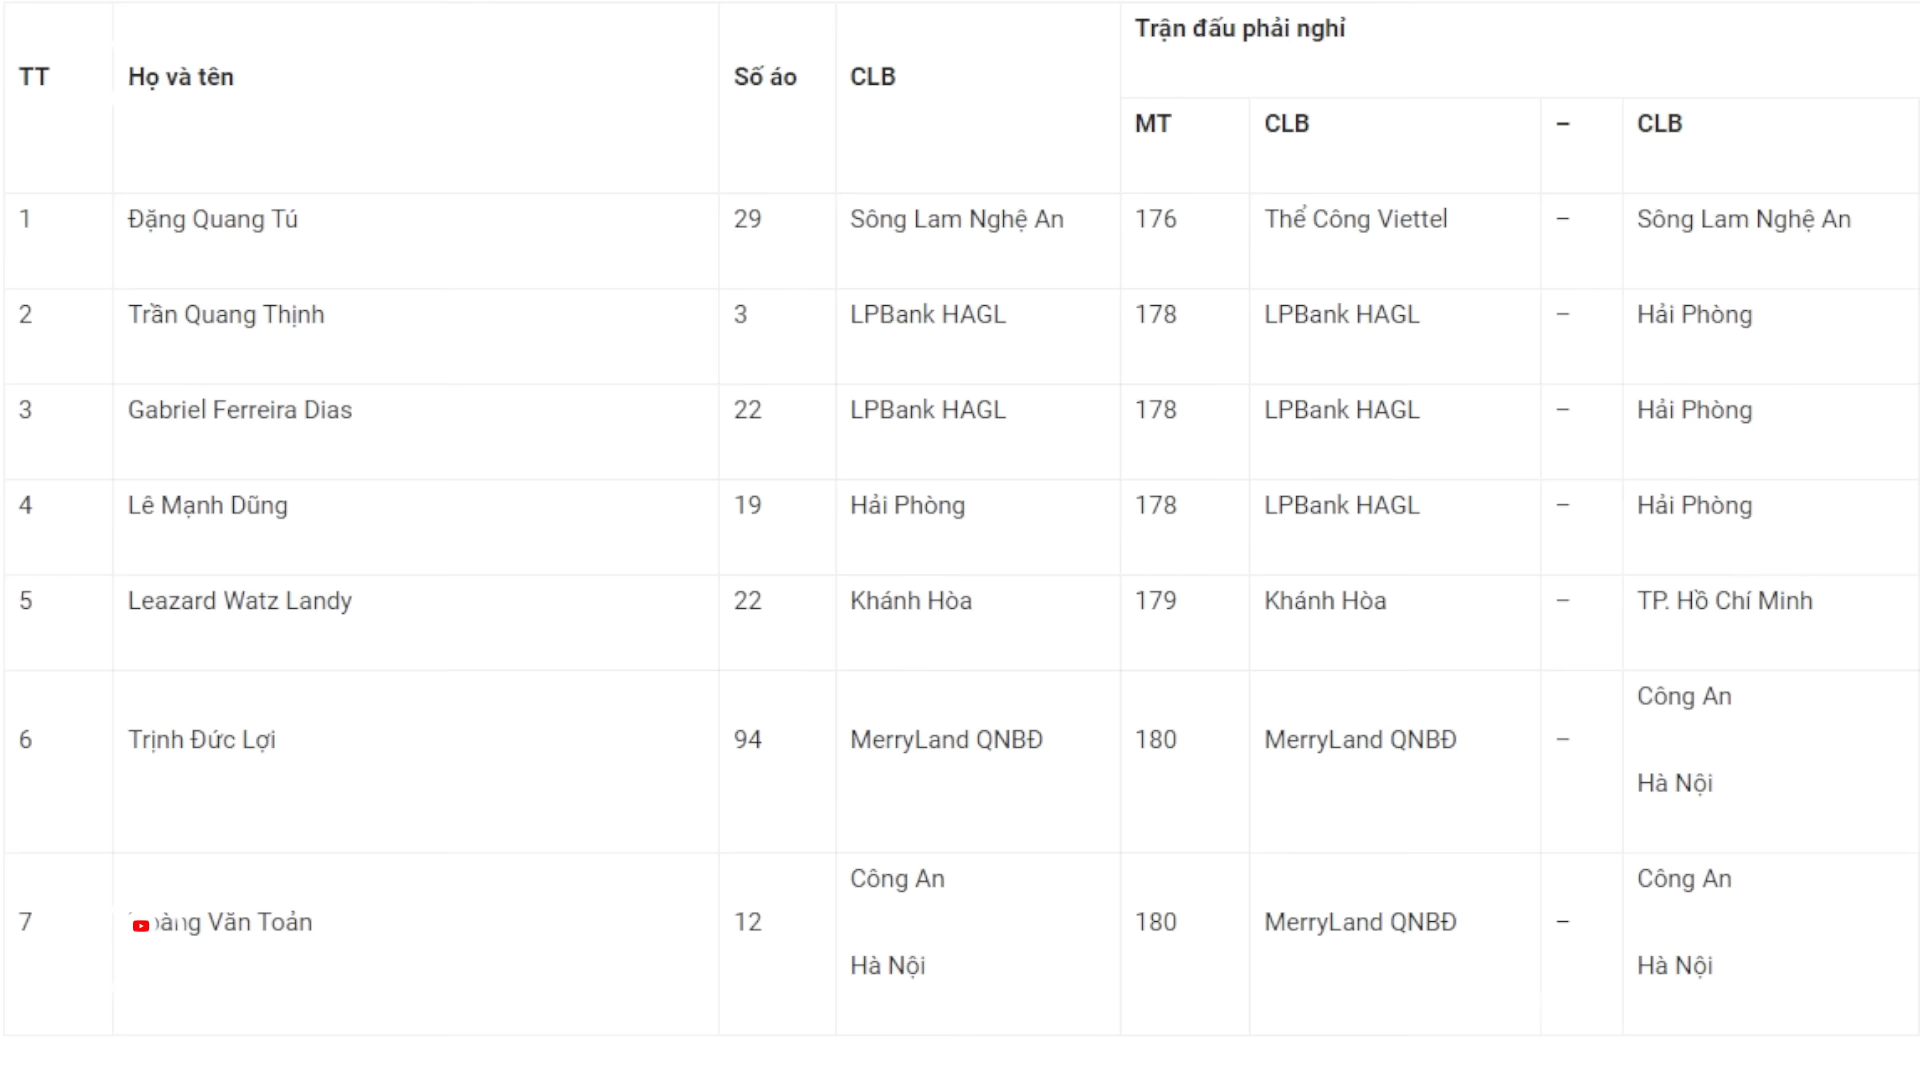 Trận đấu phải nghỉ
TT Họ và tên Số áo CLB
MT CLB – CLB
1 Đặng Quang Tú 29 Sông Lam Nghệ An 176 Thể Công Viettel – Sông Lam Nghệ An
2 Trần Quang Thịnh 3 LPBank HAGL 178 LPBank HAGL – Hải Phòng
3 Gabriel Ferreira Dias 22 LPBank HAGL 178 LPBank HAGL – Hải Phòng
4 Lê Mạnh Dũng 19 Hải Phòng 178 LPBank HAGL – Hải Phòng
5 Leazard Watz Landy 22 Khánh Hòa 179 Khánh Hòa – TP. Hồ Chí Minh
Công An
6 Trịnh Đức Lợi 94 MerryLand QNBĐ 180 MerryLand QNBĐ –
Hà Nội
Công An Công An
7 Văn Toản 12 180 MerryLand QNBĐ –
Hà Nội Hà Nội